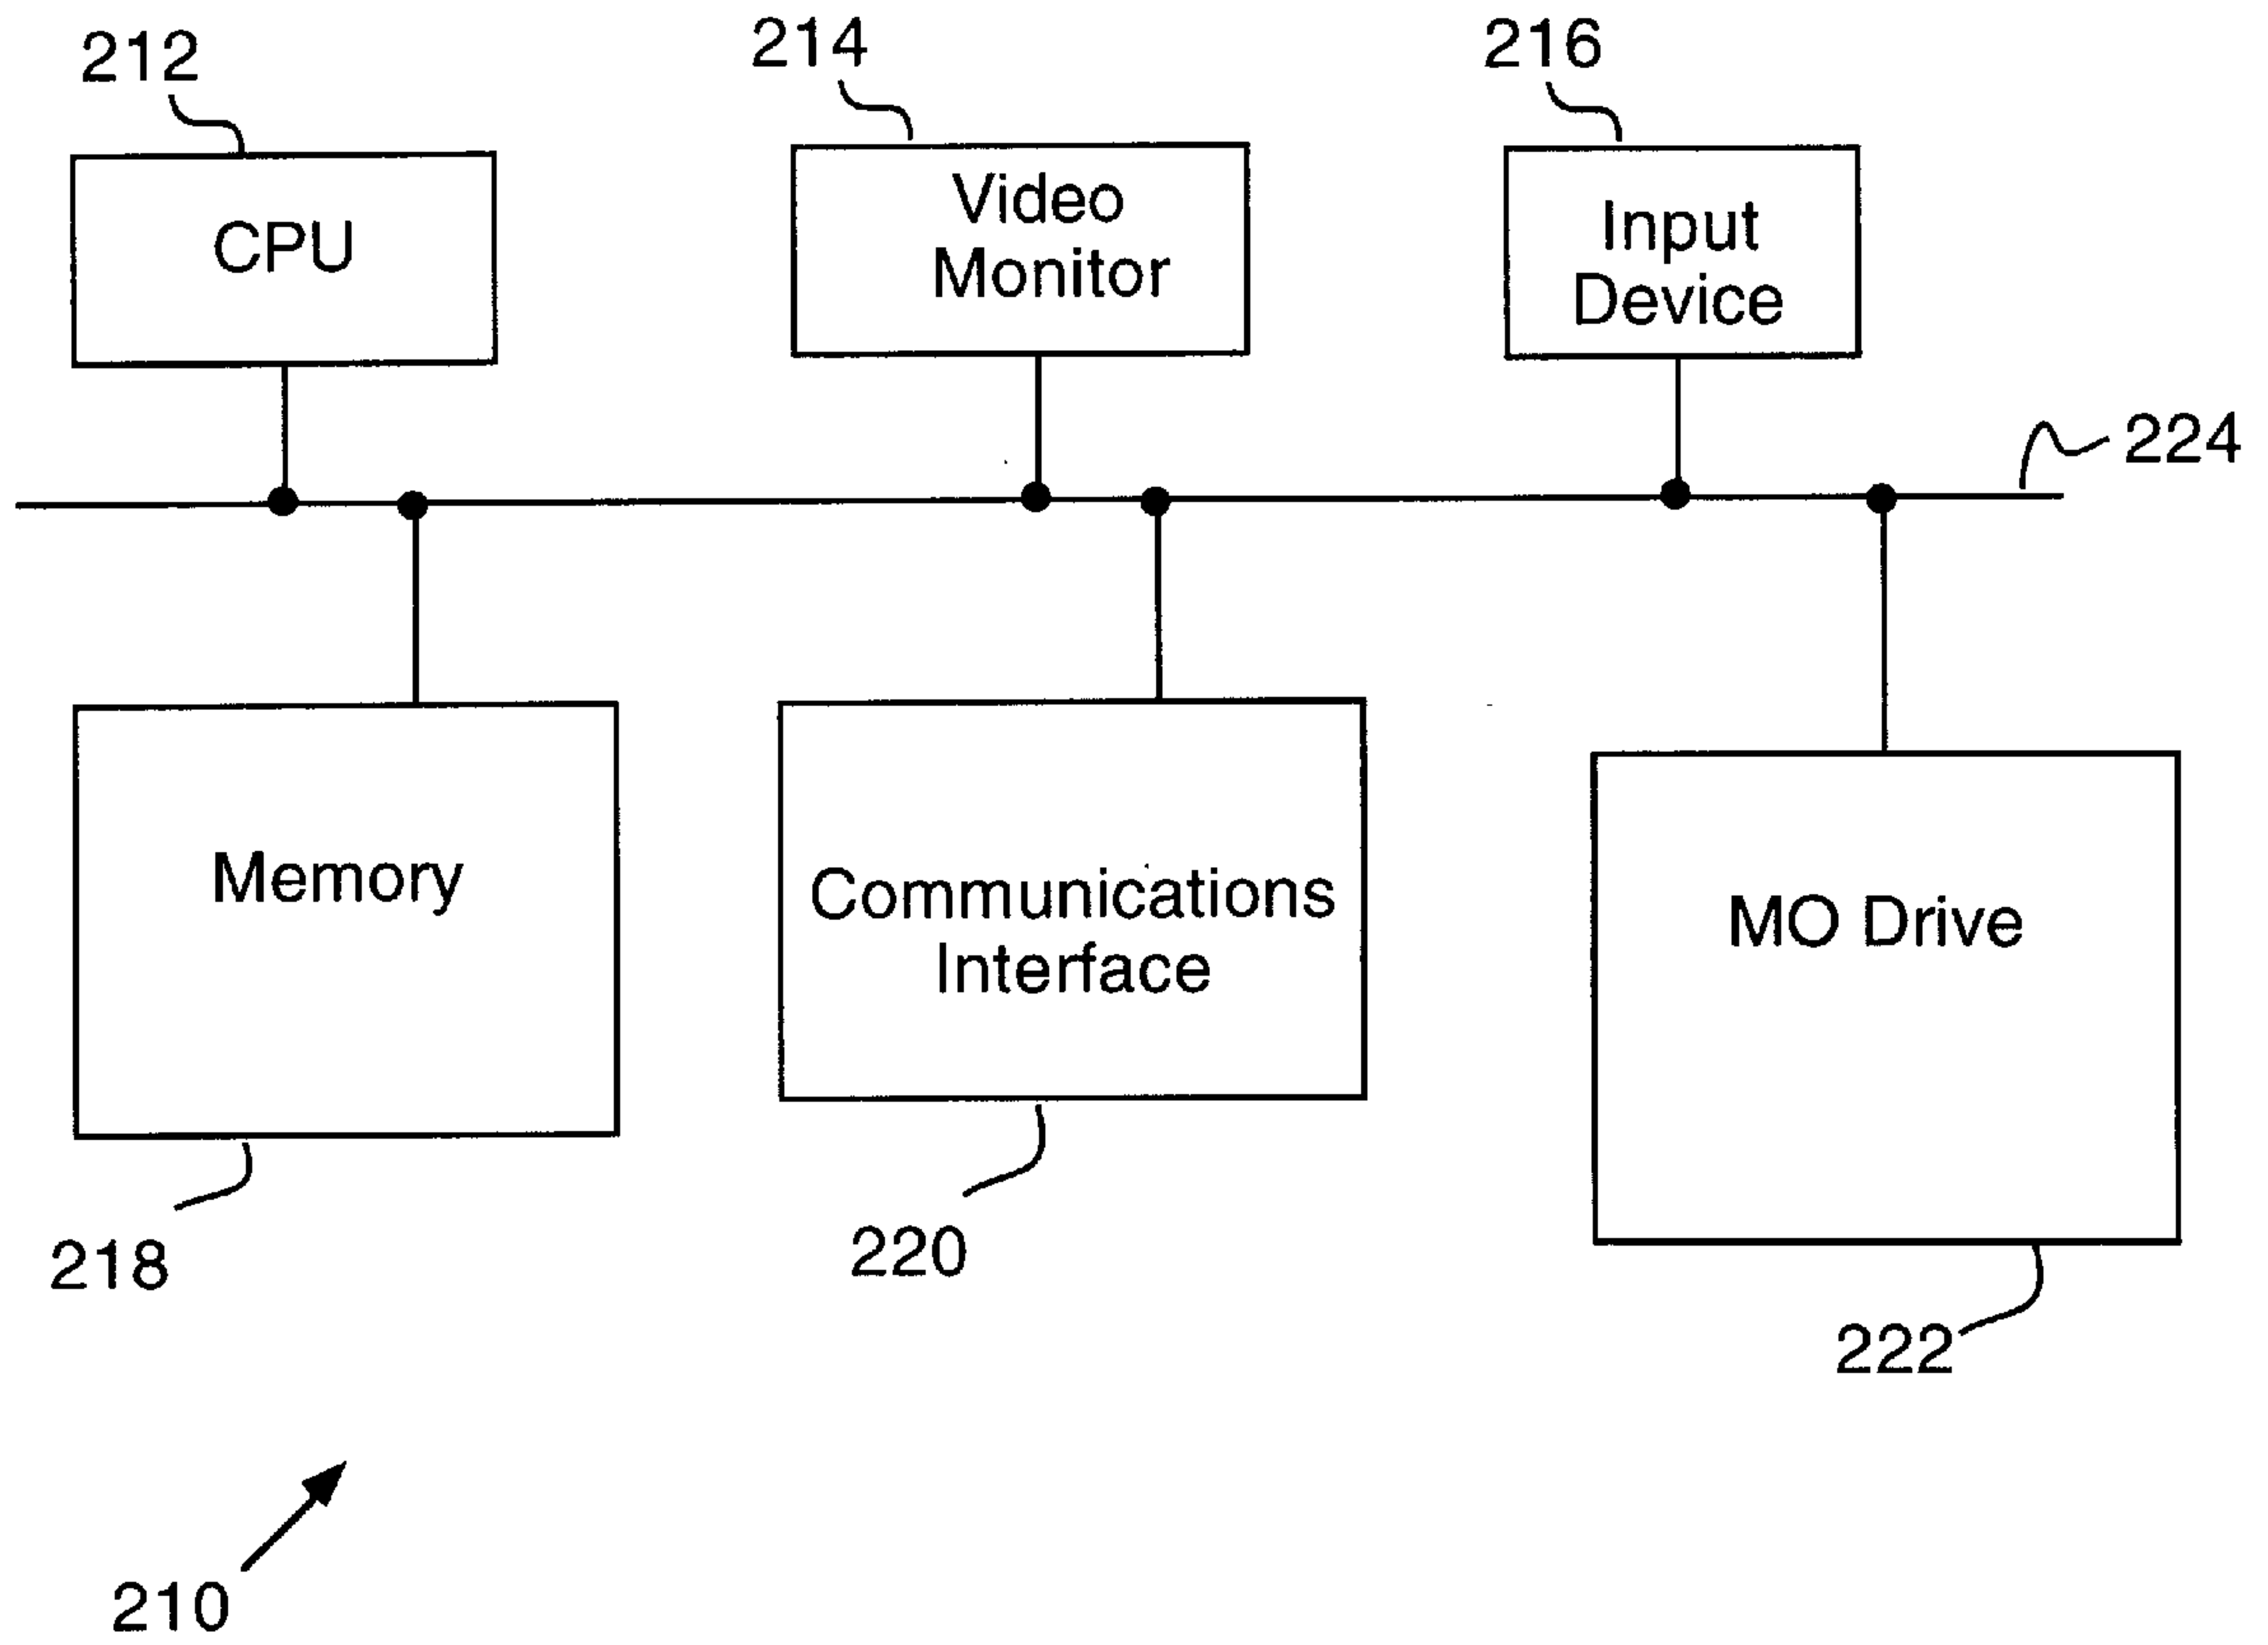 212
214
216
CPU
Video
Monitor
Input
Device
224
Memory
Communications
Interface
MO Drive
218
220
222
210